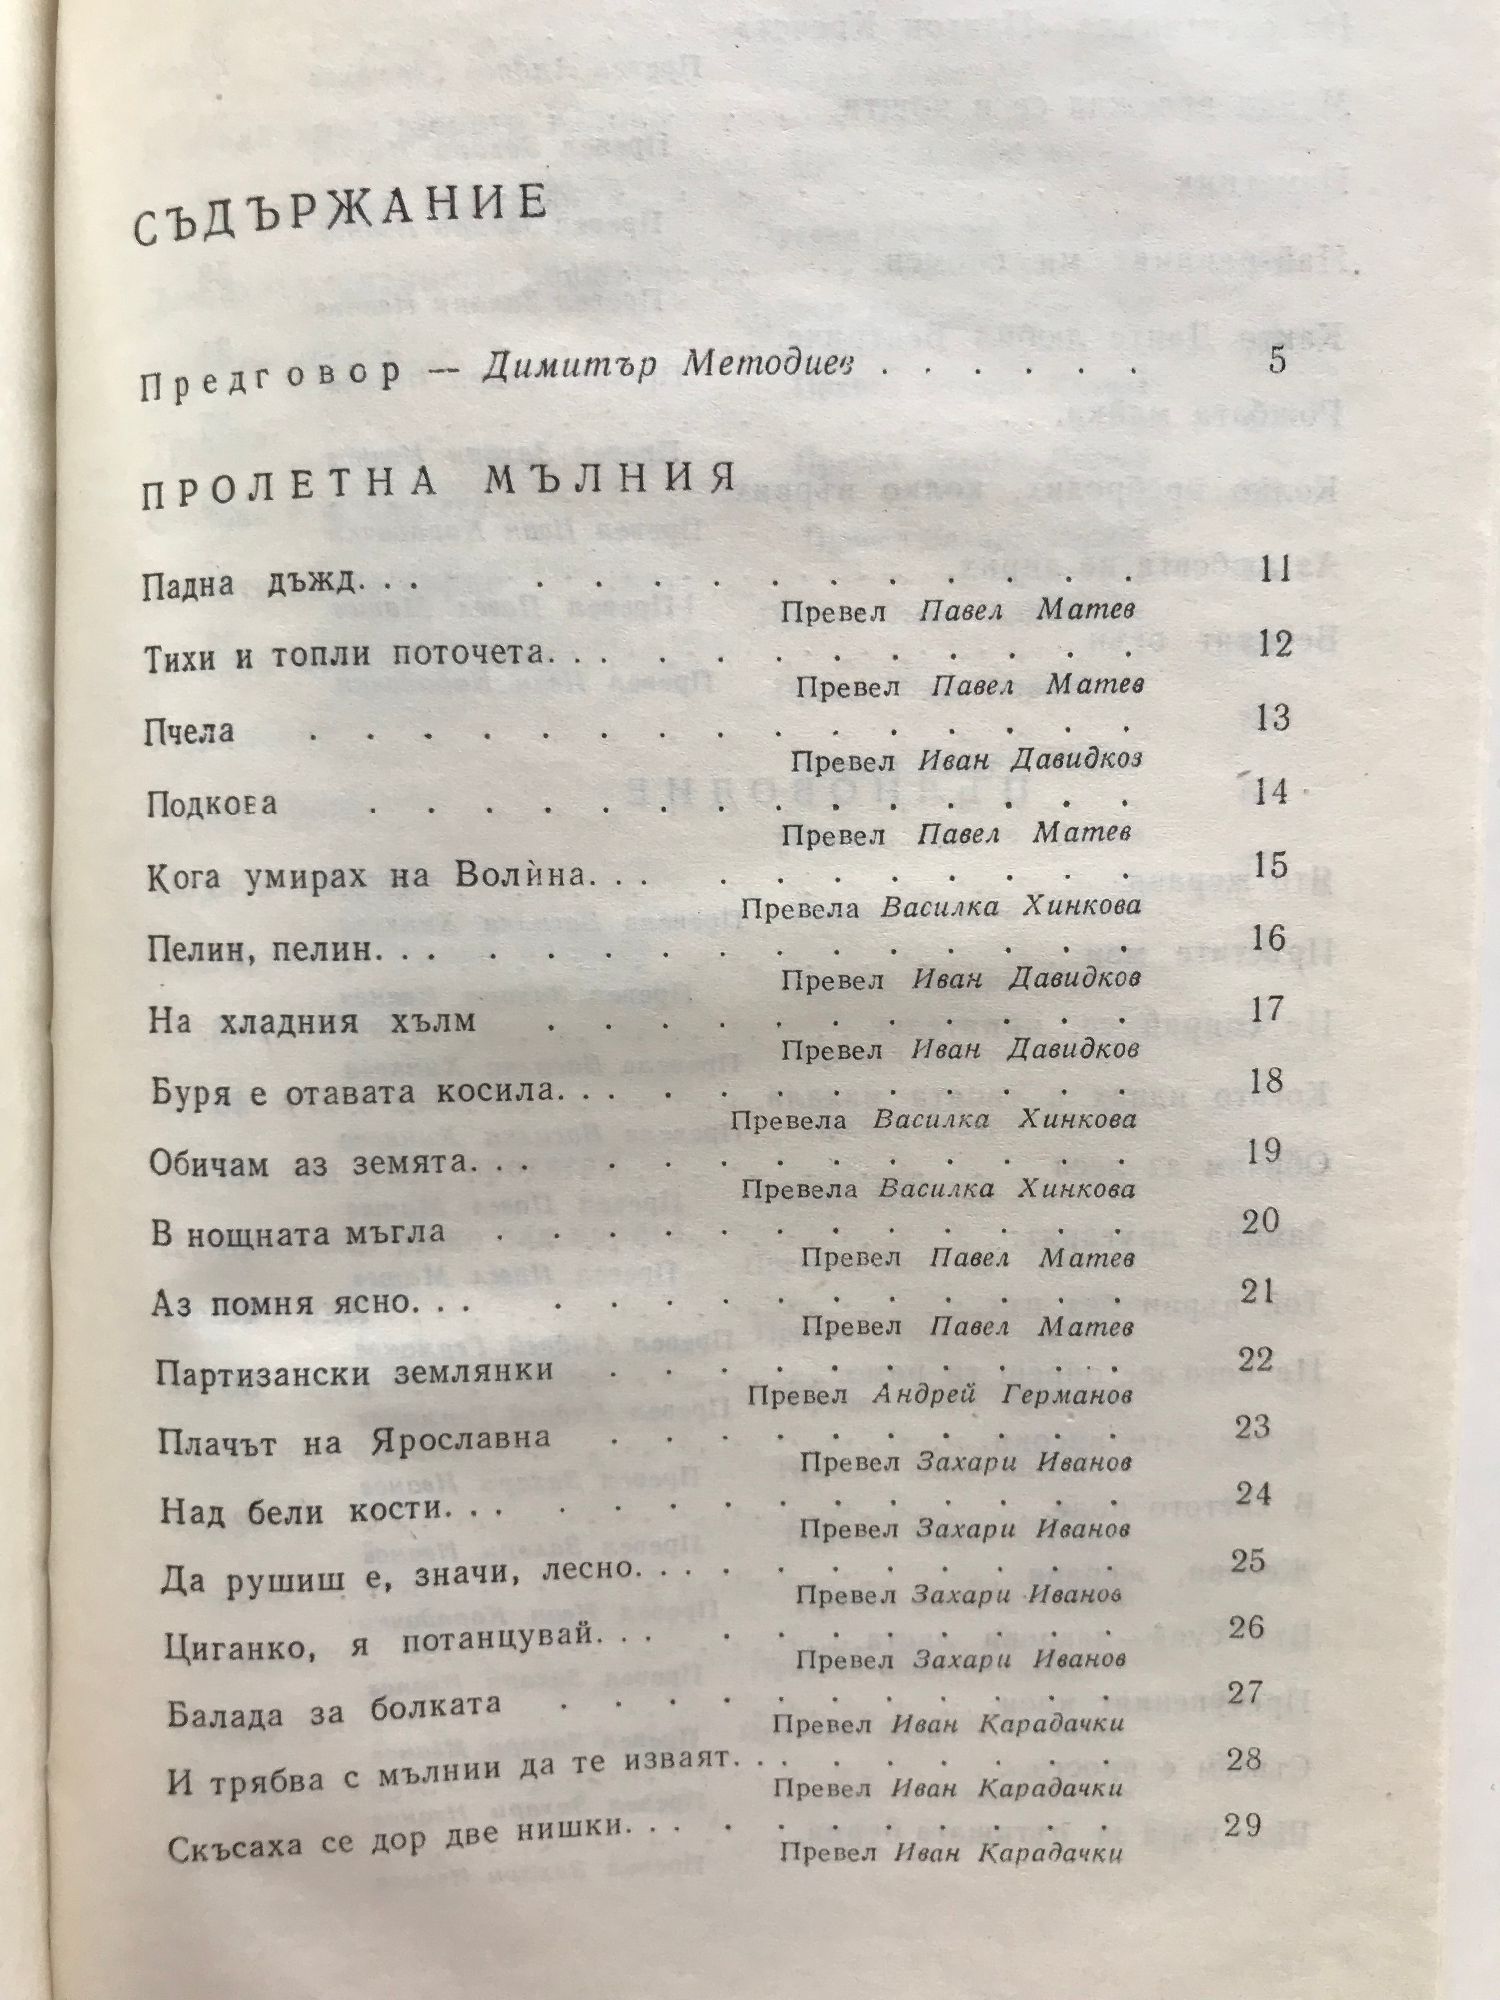 СЪДЪРЖАНИЕ
Предговор — Димитър Методиев . . . . . . 5
ПРОЛЕТНА МЪЛНИЯ
Падна дъжд. . . . . . . . . . . . . . 11
Превел Павел Матев
Тихи и топли поточета. . . . . . . . . . . . 12
Превел Павел Матев
Пчела . . . . . . . . . . . . . . . 13
Превел Иван Давидкоз
Подкова . . . . . . . . . . . . . . 14
Превел Павел Матев
Кога умирах на Волѝна. . . . . . . . . . . 15
Превела Василка Хинкова
Пелин, пелин. . . . . . . . . . . . . . . 16
Превел Иван Давидков
На хладния хълм . . . . . . . . . . . 17
Превел Иван Давидков
Буря е отавата косила. . . . . . . . . . . . 18
Превела Василка Хинкова
Обичам аз земята. . . . . . . . . . . . . 19
Превела Василка Хинкова
В нощната мъгла . . . . . . . . . . . . 20
Превел Павел Матев
Аз помня ясно. . . . . . . . . . . . . . 21
Превел Павел Матев
Партизански землянки . . . . . . . . . . 22
Превел Андрей Германов
Плачът на Ярославна . . . . . . . . . . 23
Превел Захари Иванов
Над бели кости. . . . . . . . . . . . . . 24
Превел Захари Иванов
Да рушиш е, значи, лесно. . . . . . . . . . . 25
Превел Захари Иванов
Циганко, я потанцувай. . . . . . . . . . . 26
Превел Захари Иванов
Балада за болката . . . . . . . . . . . 27
Превел Иван Карадачки
И трябва с мълнии да те изваят. . . . . . . . . 28
Превел Иван Карадачки
Скъсаха се дор две нишки. . . . . . . . . . . 29
Превел Иван Карадачки